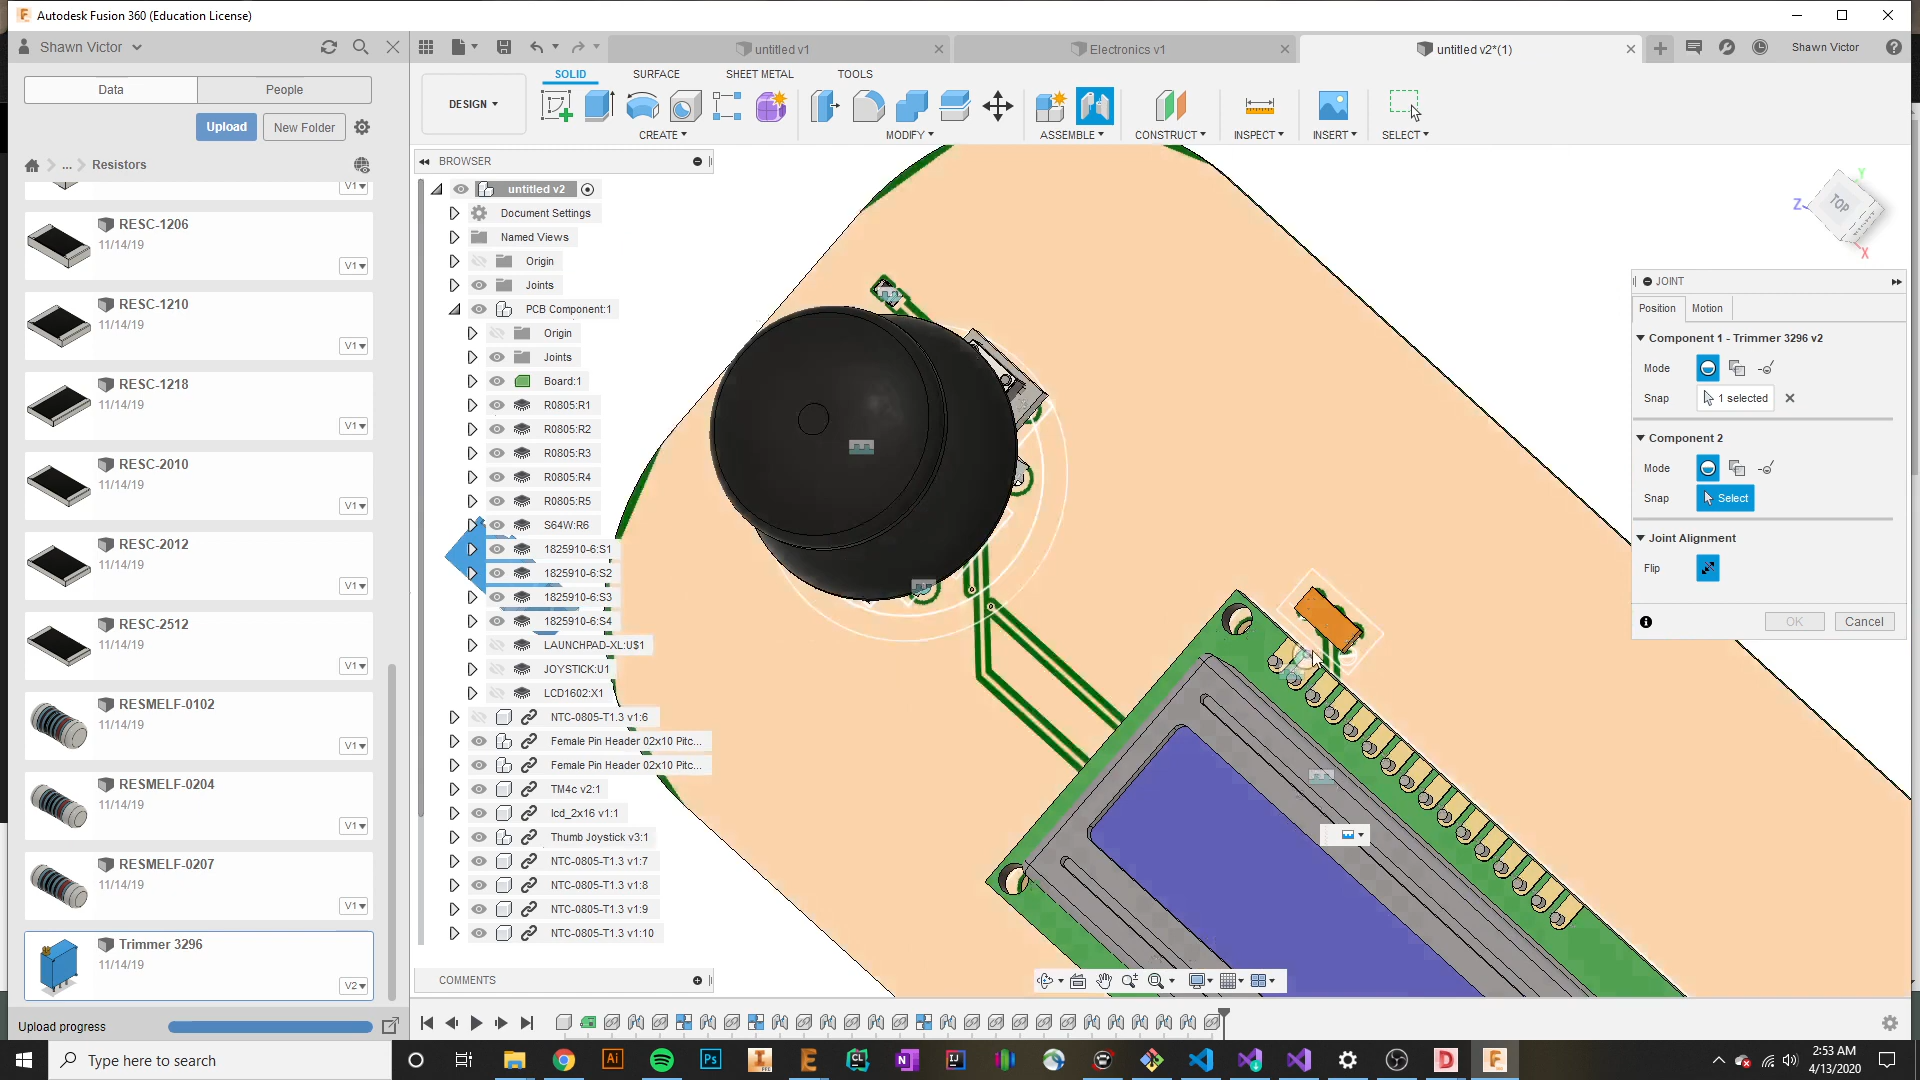 Autodesk Fusion 360 (Education License)
Shawn Victor
untitled v1
Electronics v1
untitled v2*(1)
Shawn Victor
Data
People
SOLID
SURFACE
SHEET METAL
TOOLS
DESIGN
Upload
New Folder
CREATE
MODIFY
ASSEMBLE
CONSTRUCT
INSPECT
INSERT
SELECT
...
Resistors
V1
RESC-1206
11/14/19
V1
RESC-1210
11/14/19
V1
RESC-1218
11/14/19
V1
RESC-2010
11/14/19
V1
RESC-2012
11/14/19
V1
RESC-2512
11/14/19
V1
RESMELF-0102
11/14/19
V1
RESMELF-0204
11/14/19
V1
RESMELF-0207
11/14/19
V1
Trimmer 3296
11/14/19
V2
Upload progress
BROWSER
untitled v2
Document Settings
Named Views
Origin
Joints
PCB Component:1
Origin
Joints
Board:1
R0805:R1
R0805:R2
R0805:R3
R0805:R4
R0805:R5
S64W:R6
1825910-6:S1
1825910-6:S2
1825910-6:S3
1825910-6:S4
LAUNCHPAD-XL:U$1
JOYSTICK:U1
LCD1602:X1
NTC-0805-T1.3 v1:6
Female Pin Header 02x10 Pitc...
Female Pin Header 02x10 Pitc...
TM4c v2:1
lcd_2x16 v1:1
Thumb Joystick v3:1
NTC-0805-T1.3 v1:7
NTC-0805-T1.3 v1:8
NTC-0805-T1.3 v1:9
NTC-0805-T1.3 v1:10
COMMENTS
Y
Z
TOP
X
JOINT
Position
Motion
Component 1 - Trimmer 3296 v2
Mode
Snap
1 selected
Component 2
Mode
Snap
Select
Joint Alignment
Flip
OK
Cancel
Type here to search
2:53 AM
4/13/2020